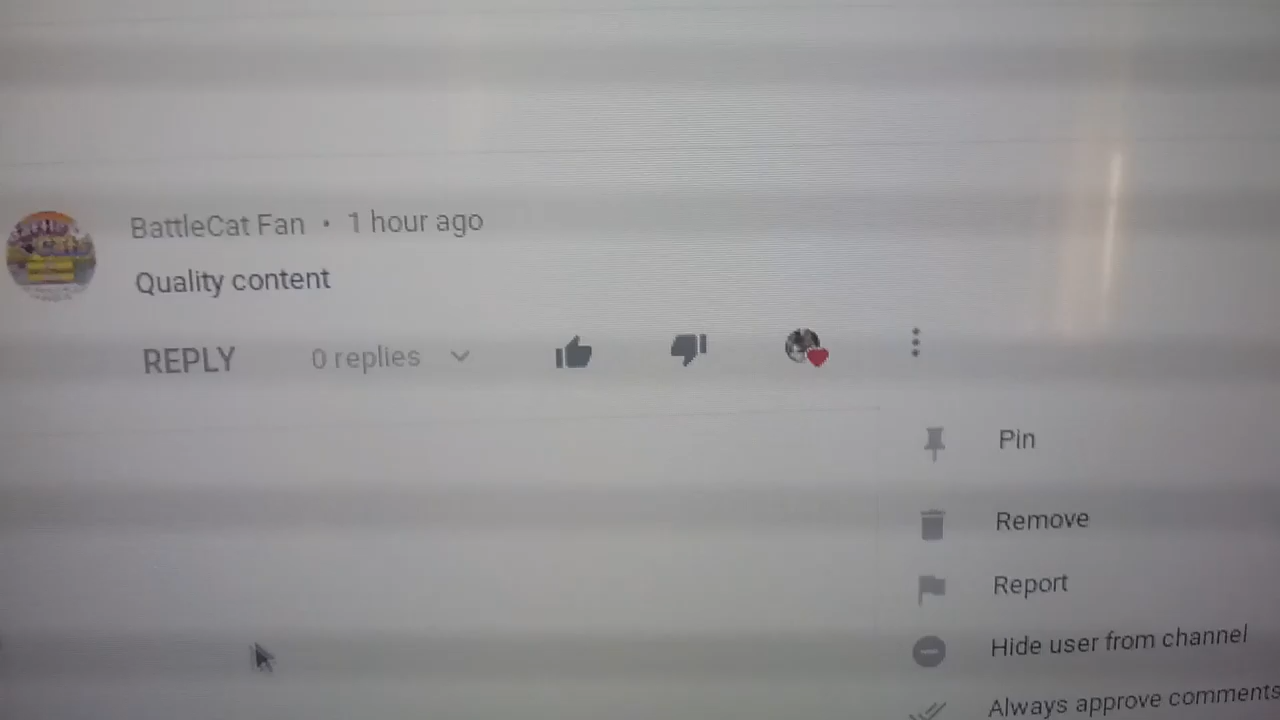 BattleCat Fan • 1 hour ago
Quality content
REPLY 0 replies
Pin
Remove
Report
Hide user from channel
Always approve comments